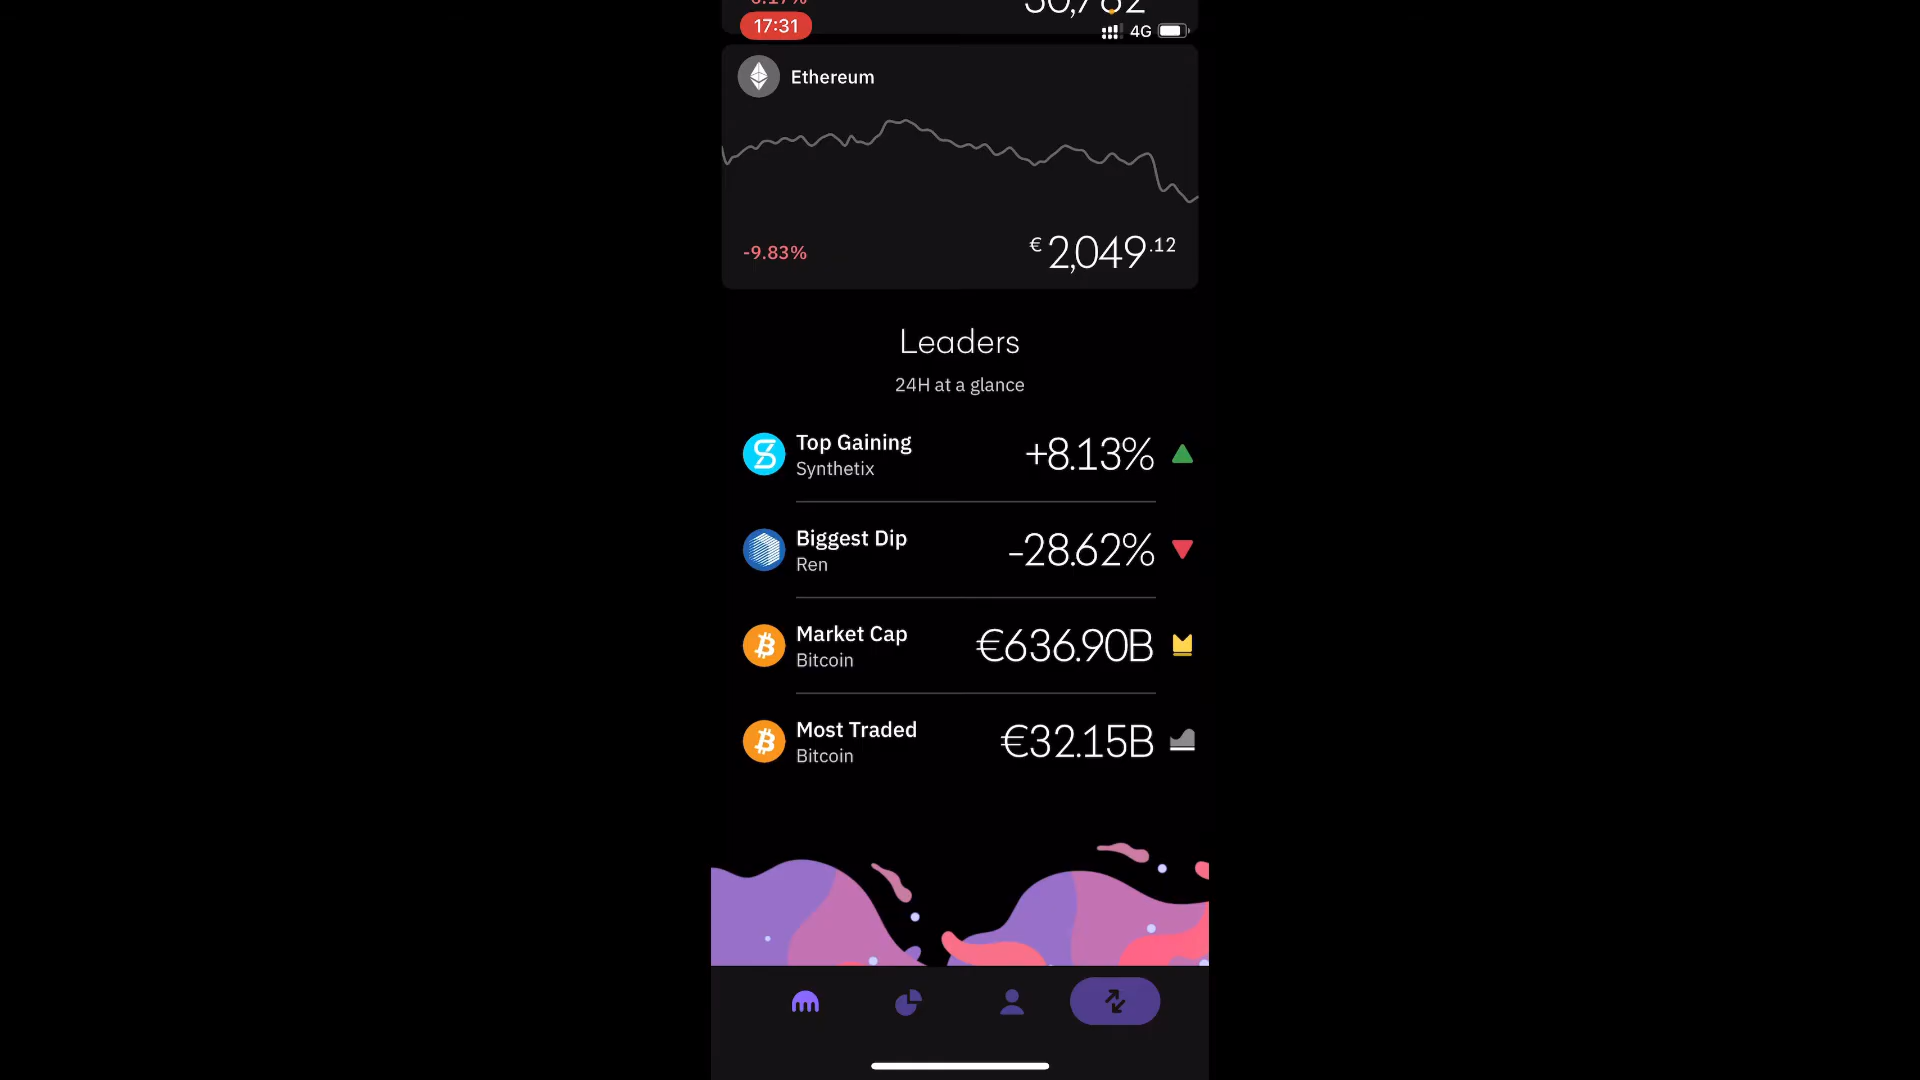 17:31
4G
Ethereum
-9.83%
€2,049.12
Leaders
24H at a glance
Top Gaining
Synthetix
+8.13%
Biggest Dip
Ren
-28.62%
Market Cap
Bitcoin
€636.90B
Most Traded
Bitcoin
€32.15B